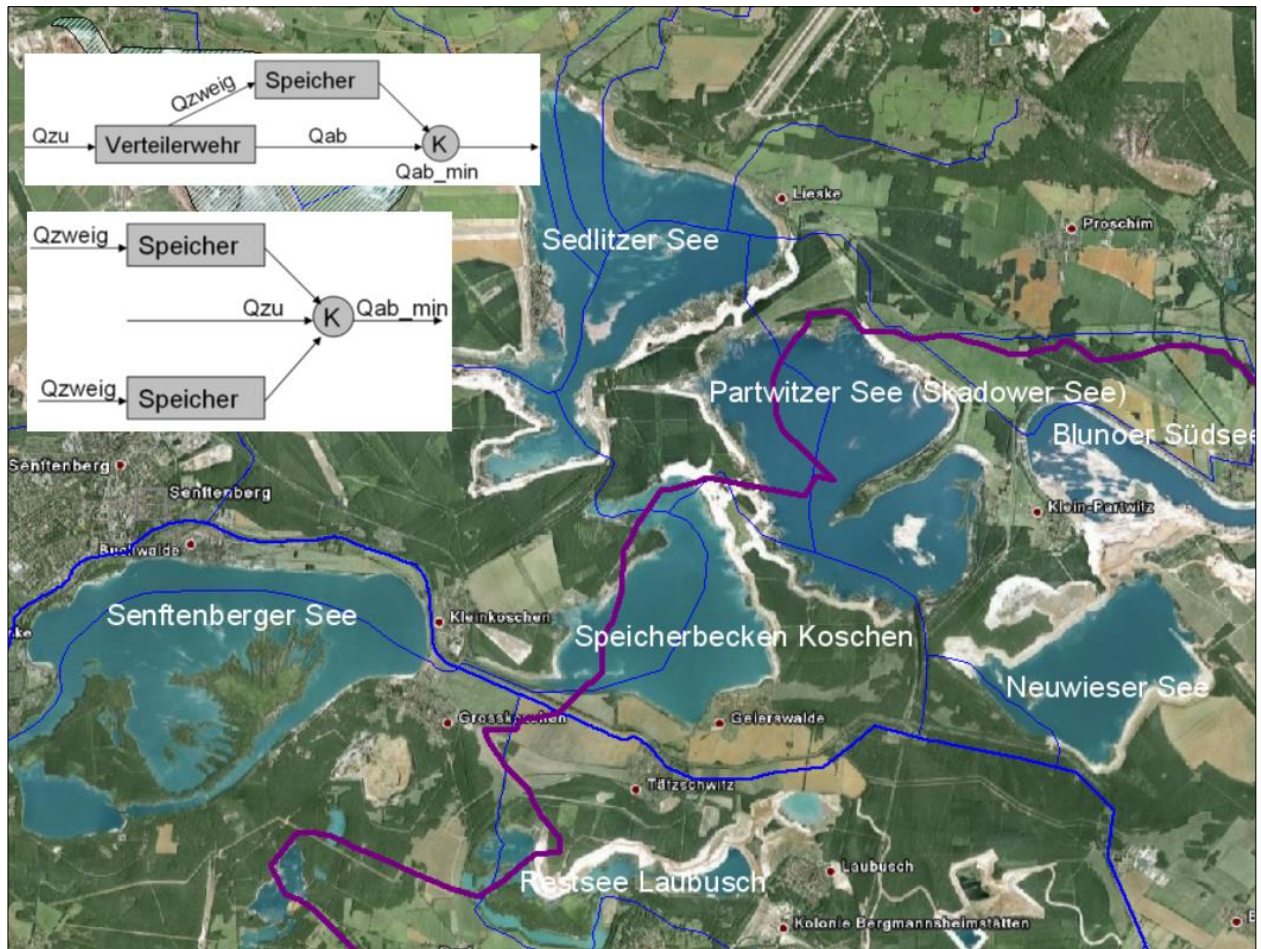 Speicher
Qzweig
Qzu
Verteilerwehr
Qab
K
Qab_min
Qzweig
Speicher
Qzu
K
Qab_min
Qzweig
Speicher
Lieske
Sedlitzer See
Proschim
Partwitzer See (Skadower See)
Blunoer Südsee
Senftenberg
Senftenberg
Klein-Partwitz
Buchwalde
Senftenberger See
Kleinkoschen
Speicherbecken Koschen
Neuwieser See
Grosskoschen
Geierswalde
Tätzschwitz
Restsee Laubusch
Laubusch
Kolonie Bergmannsheimstätten